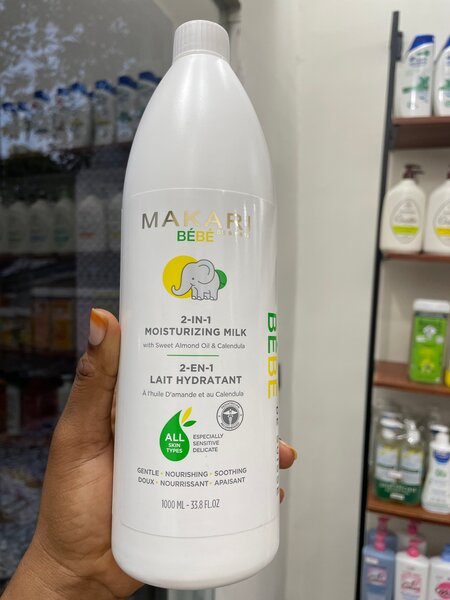 MAKARI
BÉBÉ
2-IN-1
MOISTURIZING MILK
with Sweet Almond Oil & Calendula
2-EN-1
LAIT HYDRATANT
À l'huile D'amande et au Calendula
ALL
SKIN
TYPES
ESPECIALLY
SENSITIVE
DELICATE
GENTLE • NOURISHING • SOOTHING
DOUX • NOURRISSANT • APAISANT
1000 ML - 33.8 FL.OZ
BÉBÉ